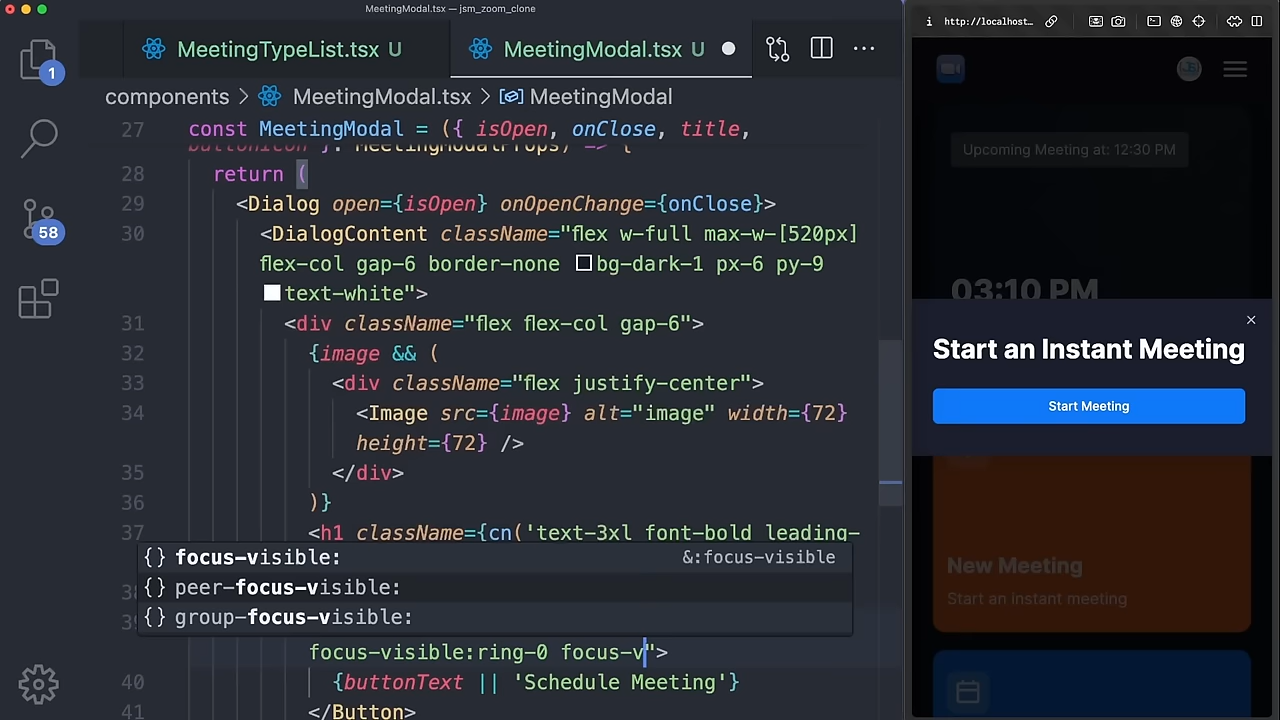 MeetingModal.tsx — jsm_zoom_clone
1
58
MeetingTypeList.tsx U
MeetingModal.tsx U
components > MeetingModal.tsx > MeetingModal
27 const MeetingModal = ({ isOpen, onClose, title,
buttonIcon }: MeetingModalProps) => {
28 return (
29 <Dialog open={isOpen} onOpenChange={onClose}>
30 <DialogContent className="flex w-full max-w-[520px]
flex-col gap-6 border-none bg-dark-1 px-6 py-9
text-white">
31 <div className="flex flex-col gap-6">
32 {image && (
33 <div className="flex justify-center">
34 <Image src={image} alt="image" width={72}
height={72} />
35 </div>
36 )}
37 <h1 className={cn('text-3xl font-bold leading-
{} focus-visible: &:focus-visible
{} peer-focus-visible:
{} group-focus-visible:
focus-visible:ring-0 focus-v">
40 {buttonText || 'Schedule Meeting'}
41 </Button>
http://localhost...
Upcoming Meeting at: 12:30 PM
03:10 PM
Start an Instant Meeting
Start Meeting
New Meeting
Start an instant meeting